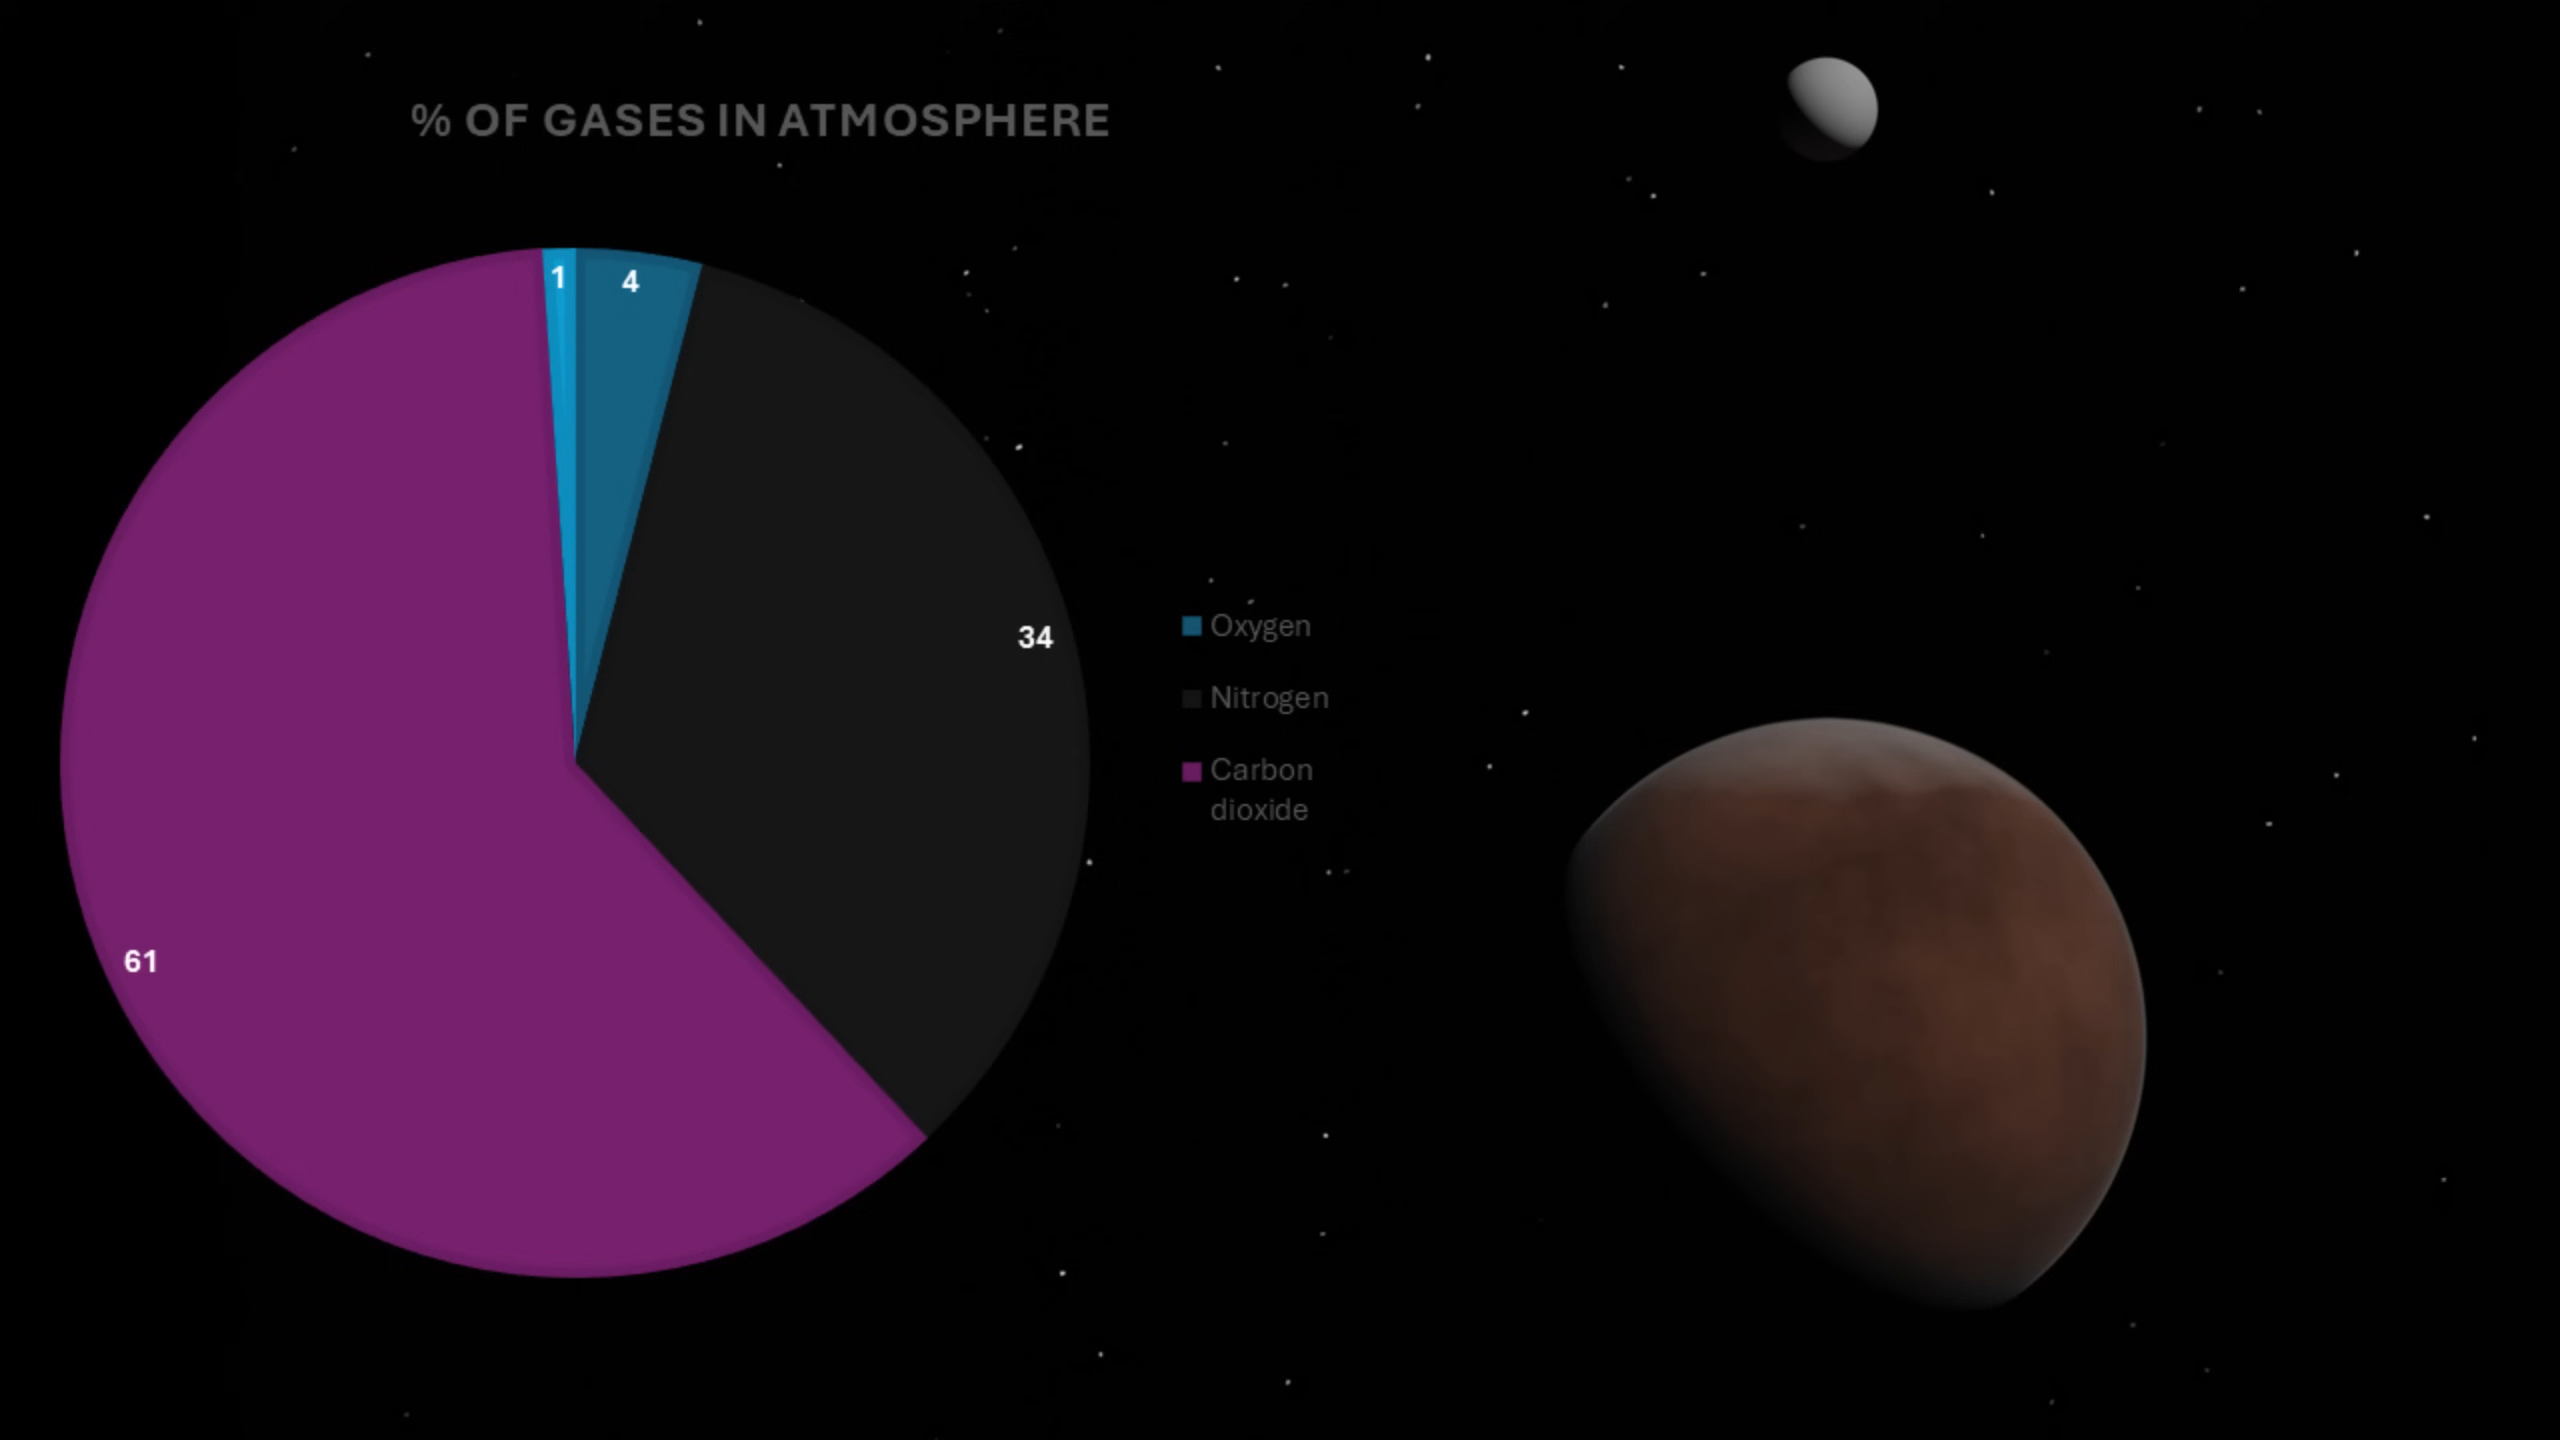 % OF GASES IN ATMOSPHERE
1
4
34
61
Oxygen
Nitrogen
Carbon
dioxide